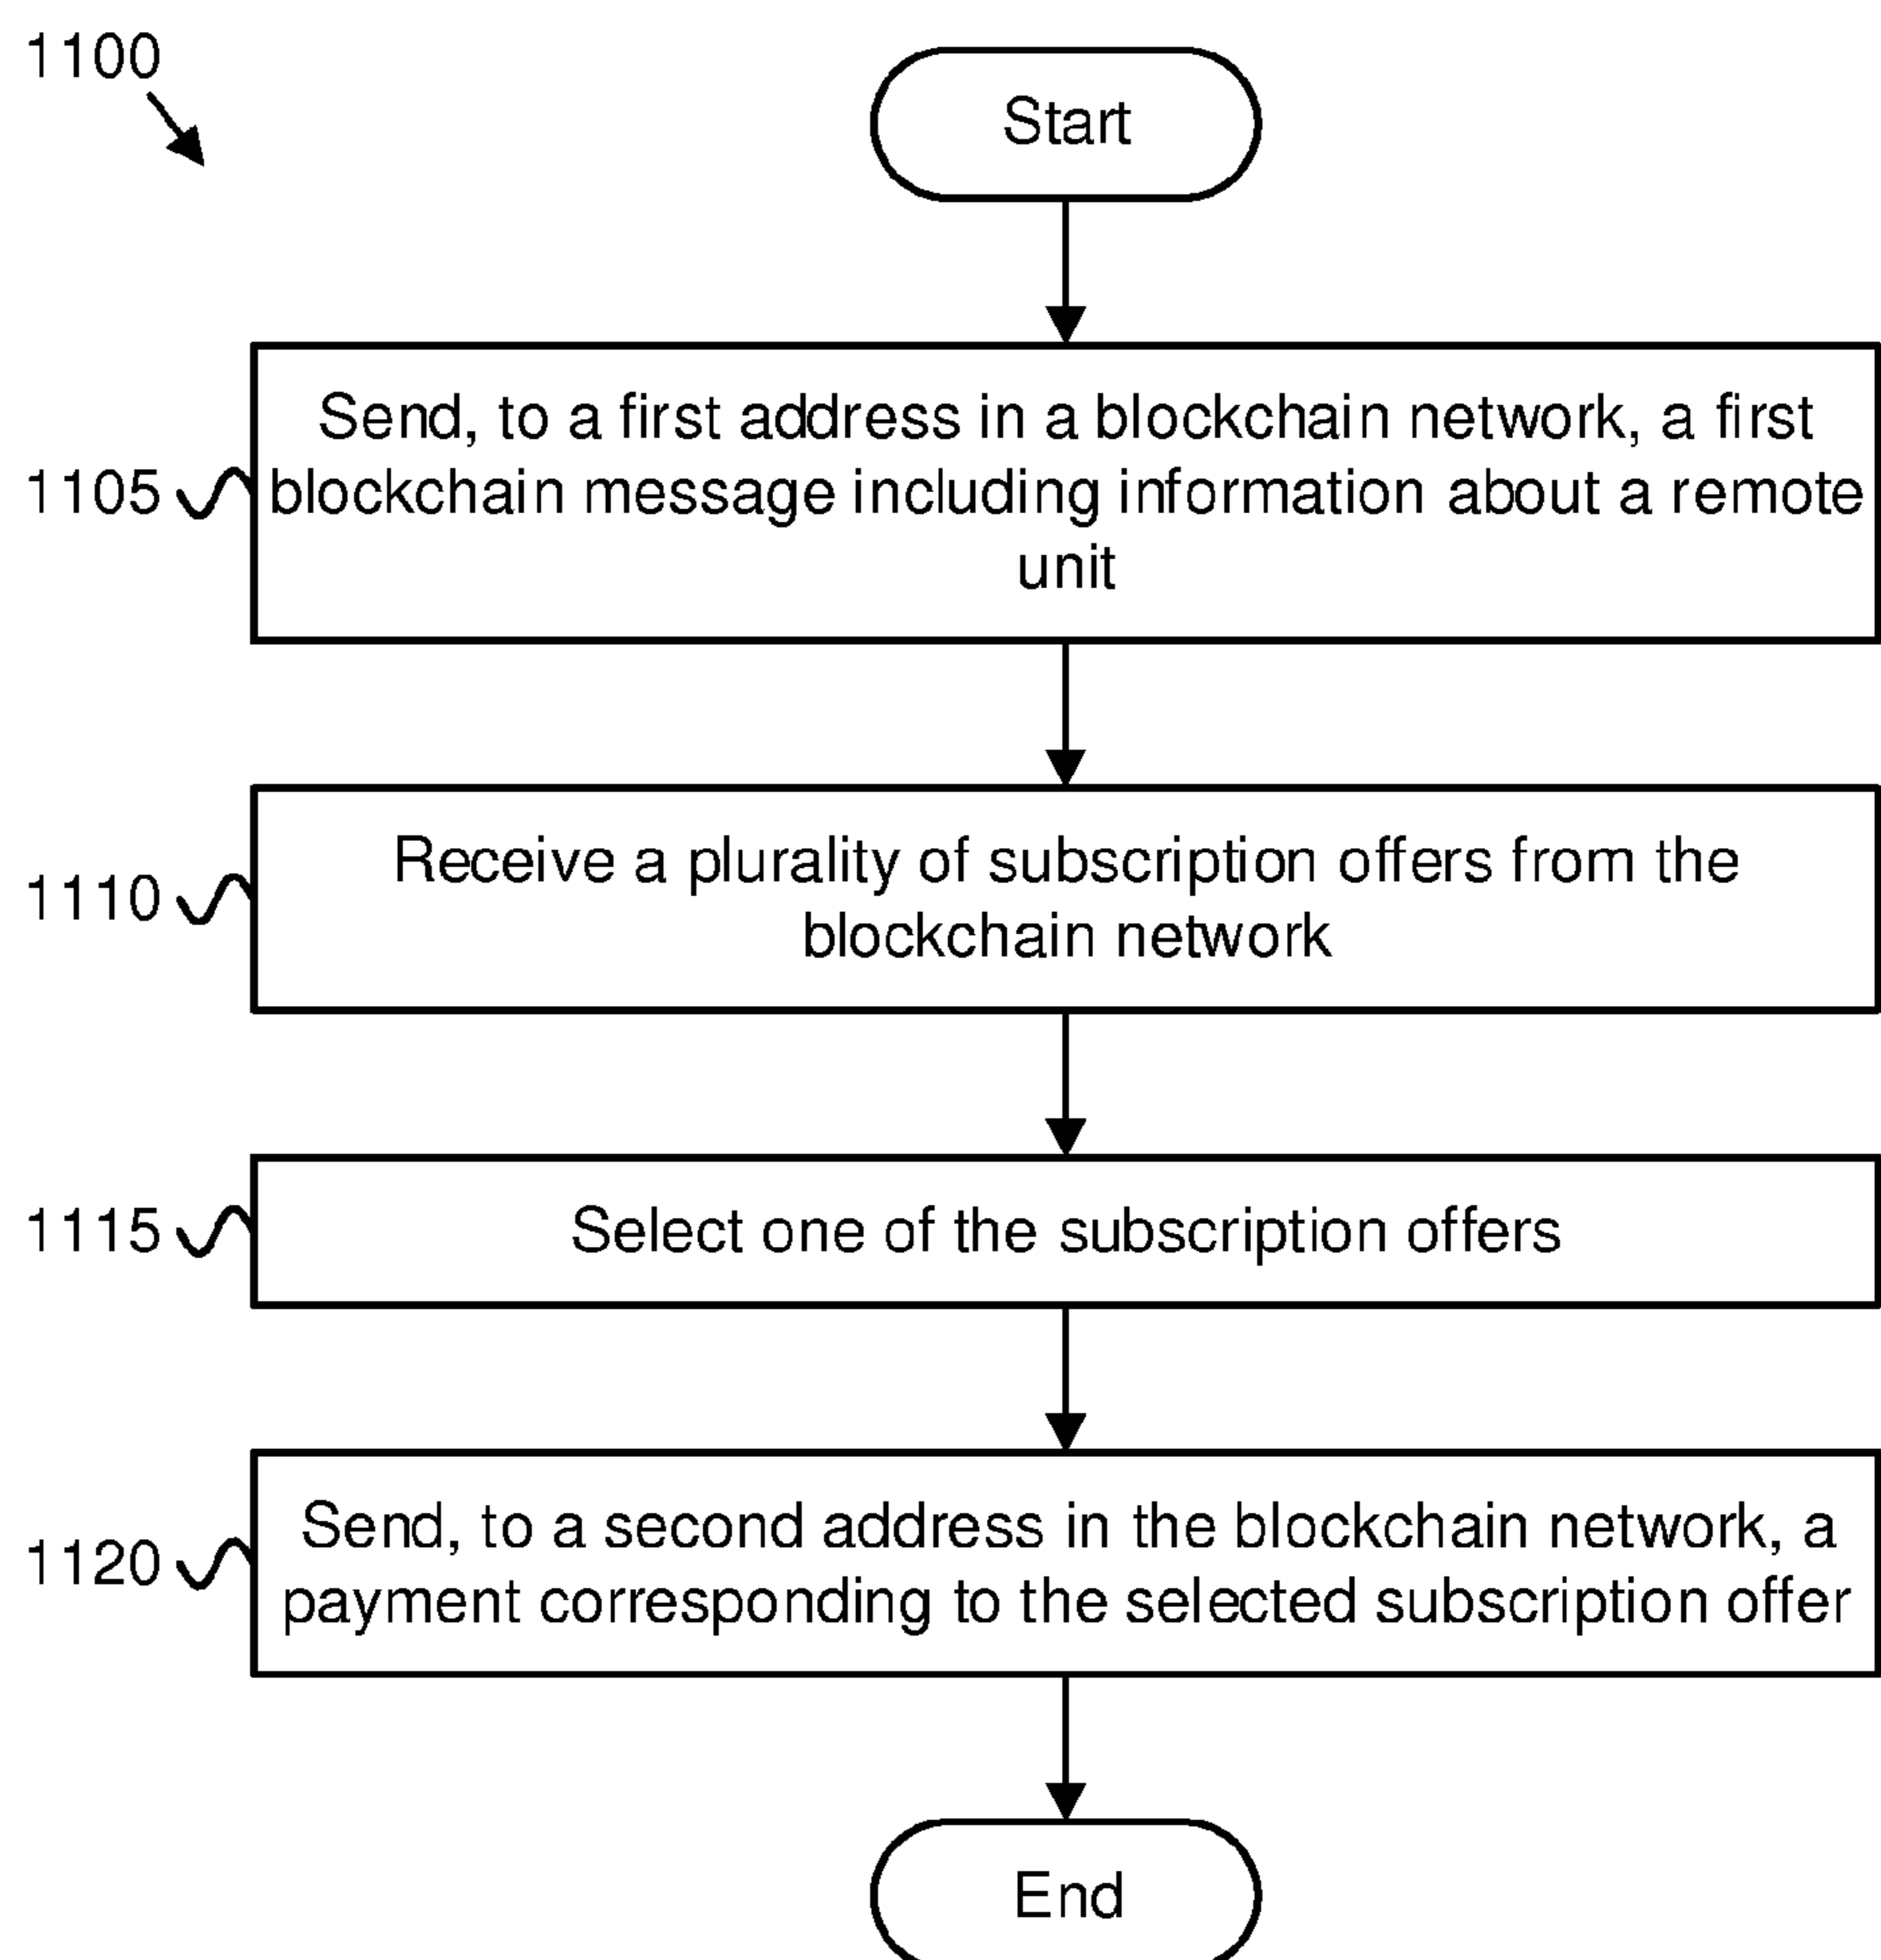 1100
Start
Send, to a first address in a blockchain network, a first
1105
blockchain message including information about a remote
unit
Receive a plurality of subscription offers from the
1110
blockchain network
1115
Select one of the subscription offers
Send, to a second address in the blockchain network, a
1120
payment corresponding to the selected subscription offer
End